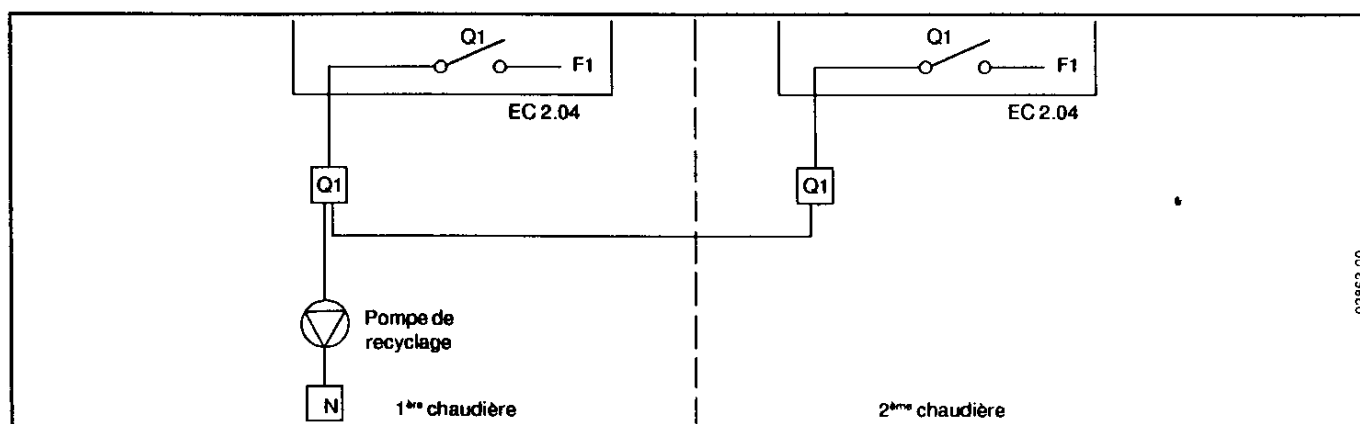 Q1
F1
EC 2.04
Q1
F1
EC 2.04
Q1
Q1
Pompe de
recyclage
N
1ère chaudière
2ème chaudière